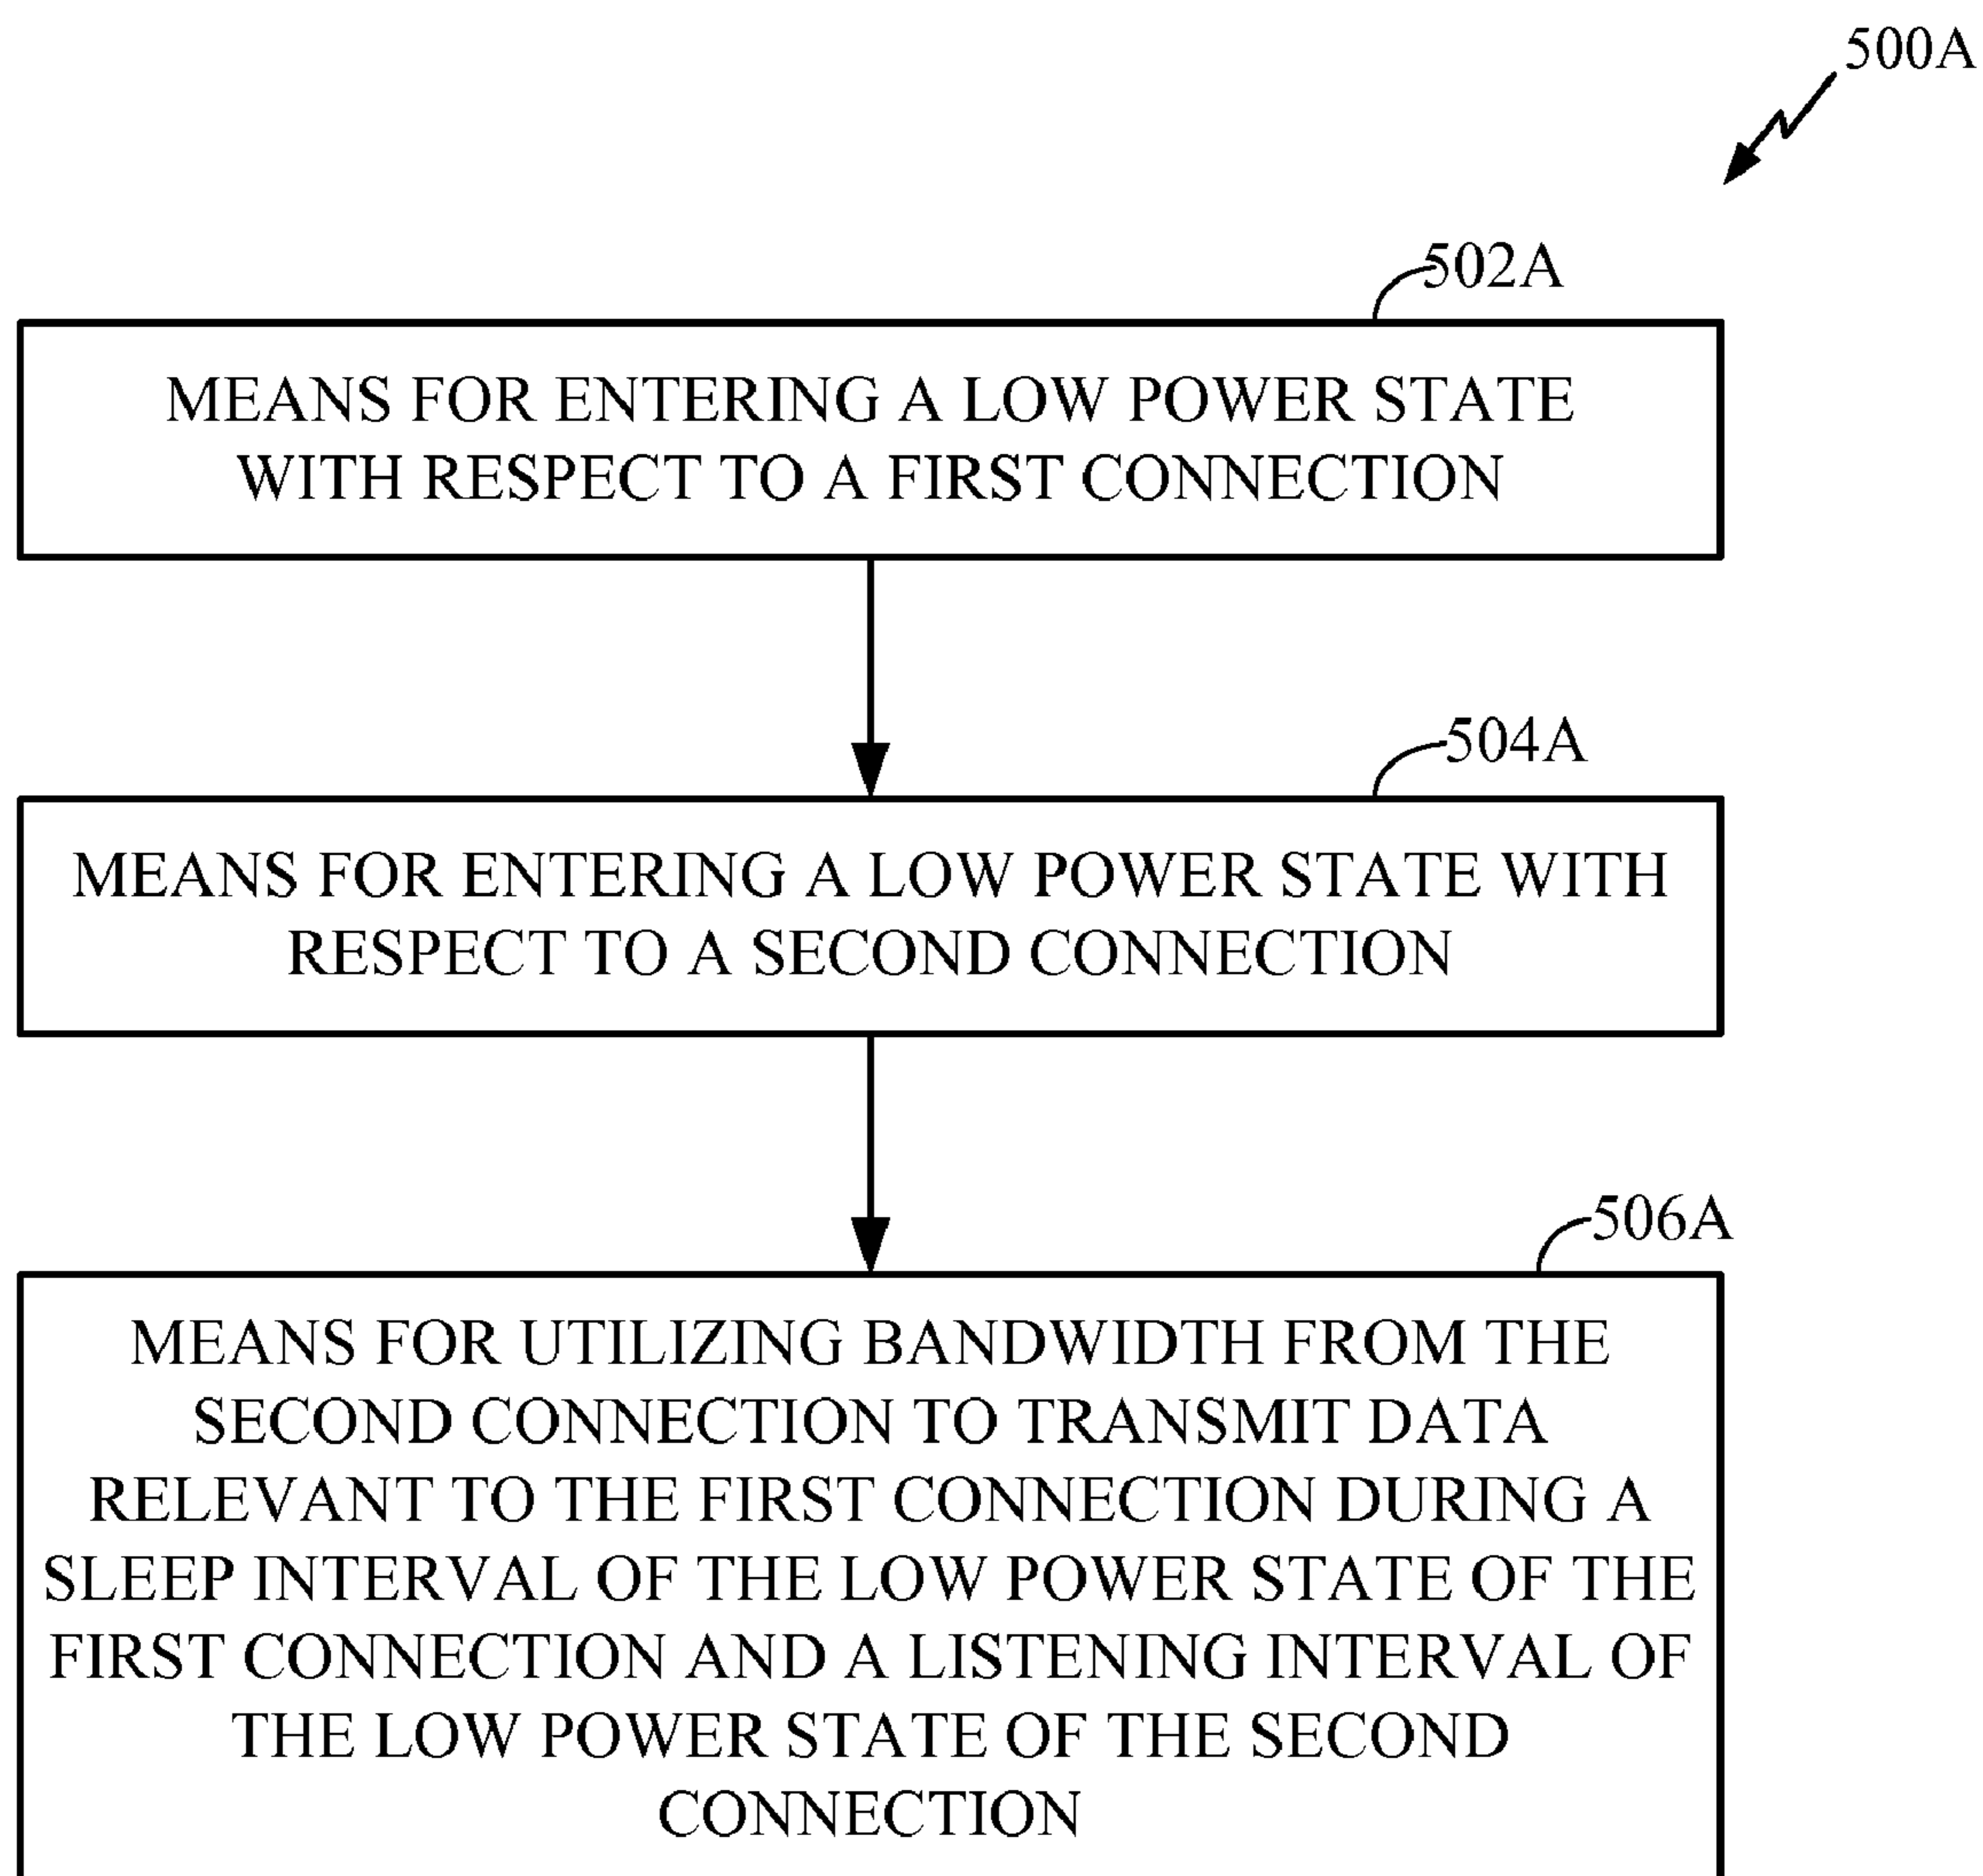 500A
502A
MEANS FOR ENTERING A LOW POWER STATE
WITH RESPECT TO A FIRST CONNECTION
504A
MEANS FOR ENTERING A LOW POWER STATE WITH
RESPECT TO A SECOND CONNECTION
506A
MEANS FOR UTILIZING BANDWIDTH FROM THE
SECOND CONNECTION TO TRANSMIT DATA
RELEVANT TO THE FIRST CONNECTION DURING A
SLEEP INTERVAL OF THE LOW POWER STATE OF THE
FIRST CONNECTION AND A LISTENING INTERVAL OF
THE LOW POWER STATE OF THE SECOND
CONNECTION